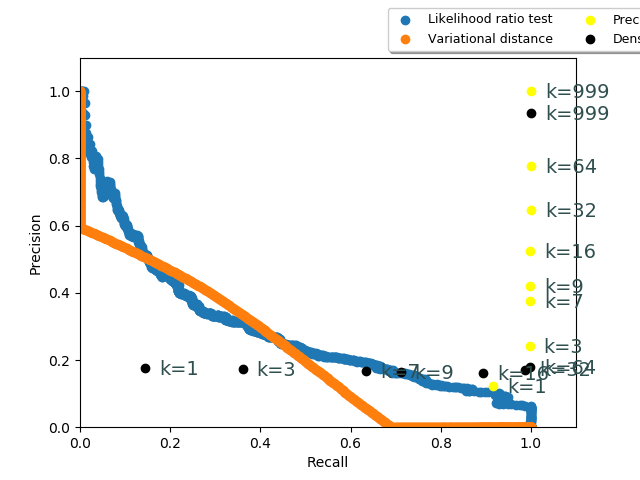 Likelihood ratio test
Variational distance
Prec
Dens
1.0
0.8
0.6
0.4
0.2
0.0
Precision
0.0
0.2
0.4
0.6
0.8
1.0
Recall
k=999
k=999
k=64
k=32
k=16
k=9
k=7
k=3
k=64
k=32
k=16
k=1
k=1
k=3
k=7
k=9